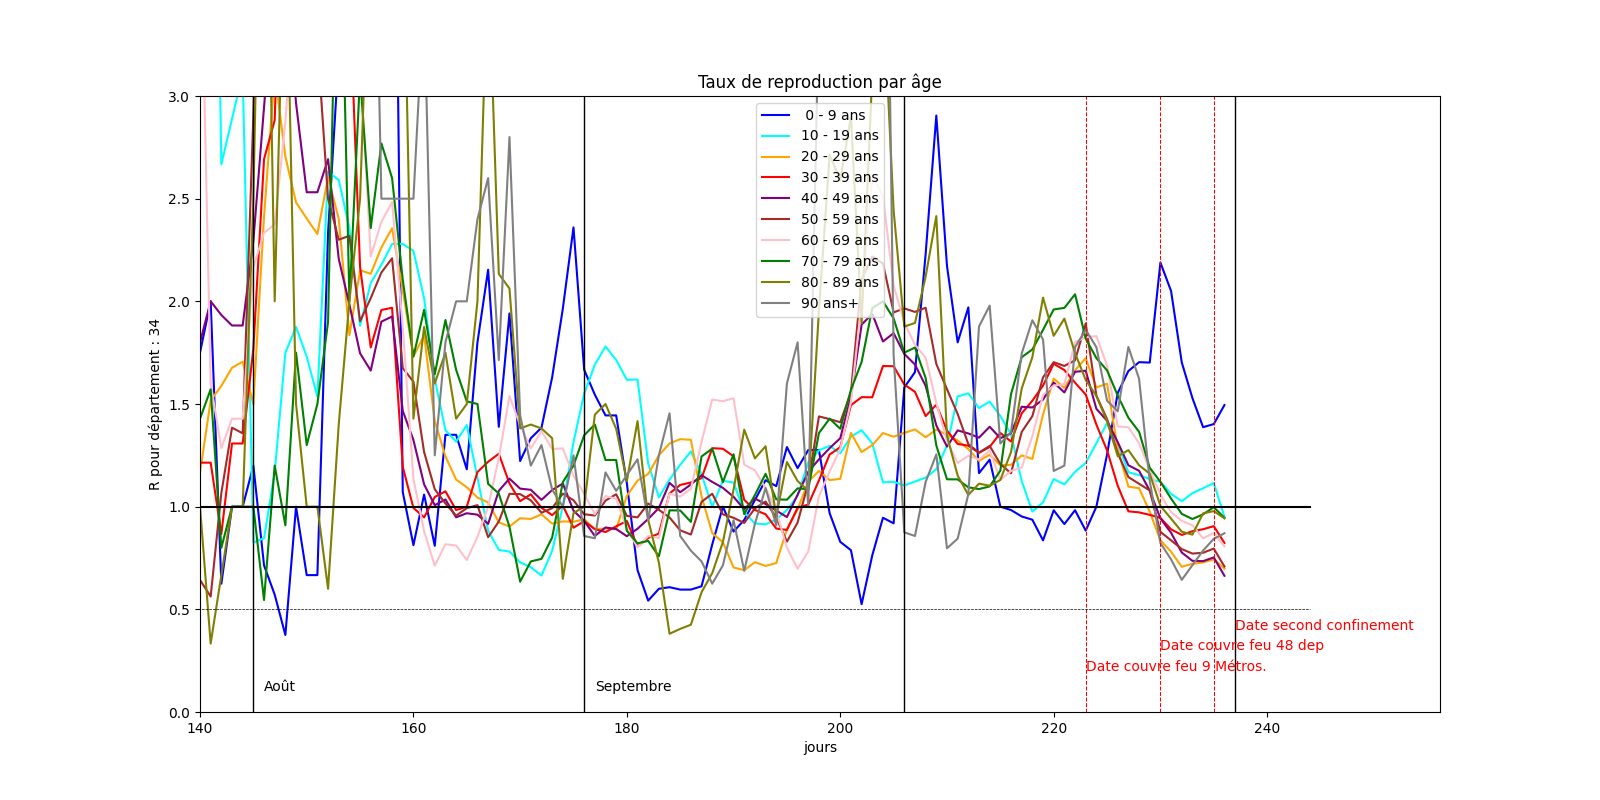 Taux de reproduction par âge
R pour département : 34
3.0
2.5
2.0
1.5
1.0
0.5
0.0
0 - 9 ans
10 - 19 ans
20 - 29 ans
30 - 39 ans
40 - 49 ans
50 - 59 ans
60 - 69 ans
70 - 79 ans
80 - 89 ans
90 ans+
Date second confinement
Date couvre feu 48 dep
Date couvre feu 9 Métros.
Août
Septembre
140
160
180
200
220
240
jours